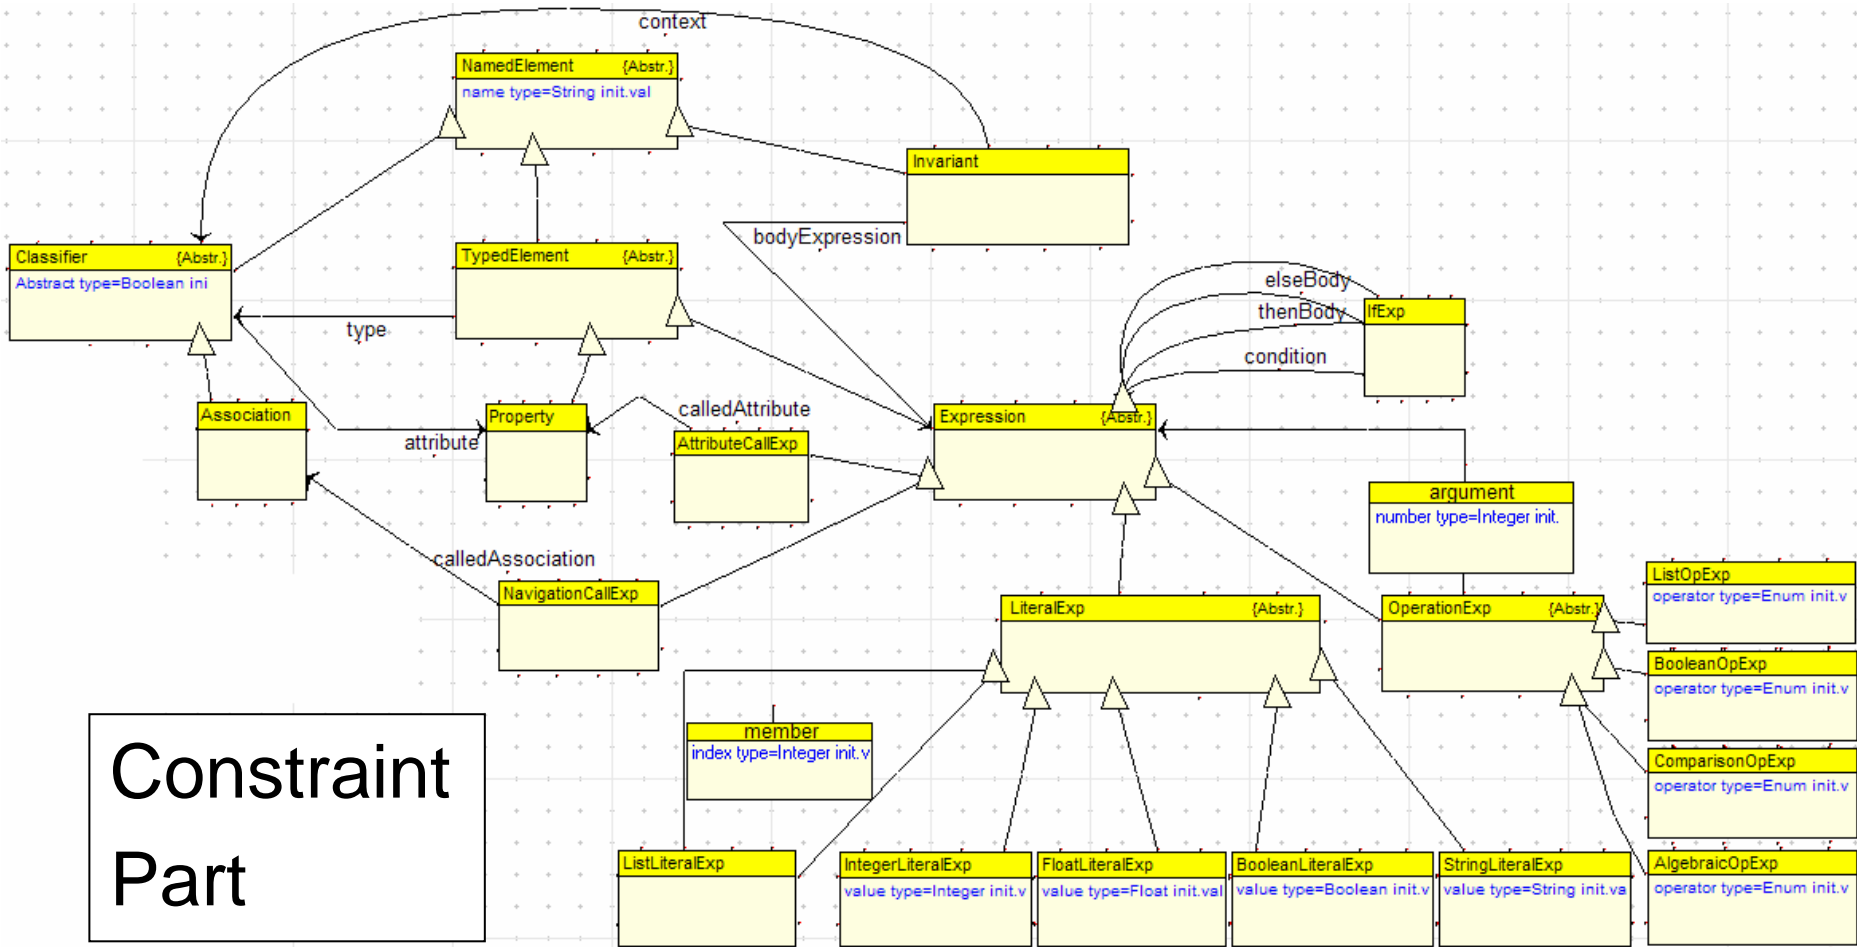 context
NamedElement {Abstr.}
name type=String init.val
Invariant
bodyExpression
Classifier {Abstr.}
Abstract type=Boolean ini
TypedElement {Abstr.}
type
elseBody
thenBody
IfExp
condition
Association
Property
attribute
calledAttribute
AttributeCallExp
Expression {Abstr.}
argument
number type=Integer init.
calledAssociation
NavigationCallExp
LiteralExp {Abstr.}
OperationExp {Abstr.}
ListOpExp
operator type=Enum init.v
BooleanOpExp
operator type=Enum init.v
ComparisonOpExp
operator type=Enum init.v
AlgebraicOpExp
operator type=Enum init.v
member
index type=Integer init.v
ListLiteralExp
IntegerLiteralExp
value type=Integer init.v
FloatLiteralExp
value type=Float init.val
BooleanLiteralExp
value type=Boolean init.v
StringLiteralExp
value type=String init.va
Constraint
Part